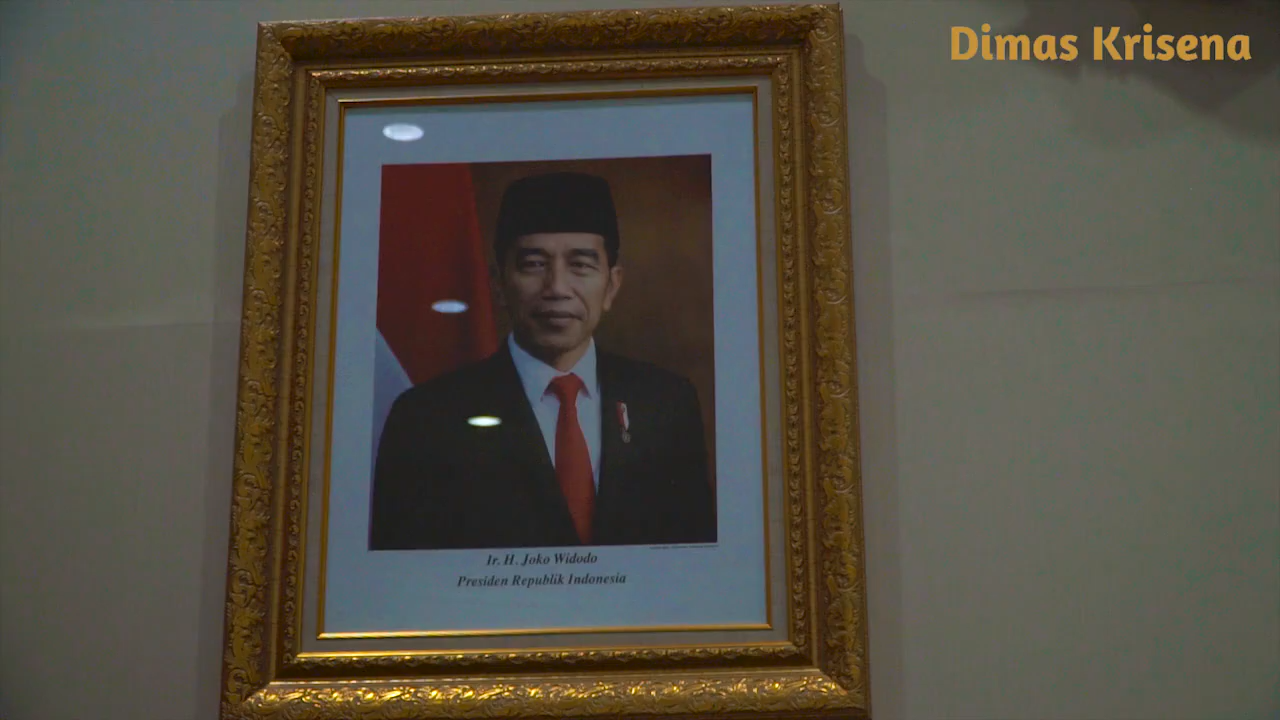 Dimas Krisena
Ir. H. Joko Widodo
Presiden Republik Indonesia